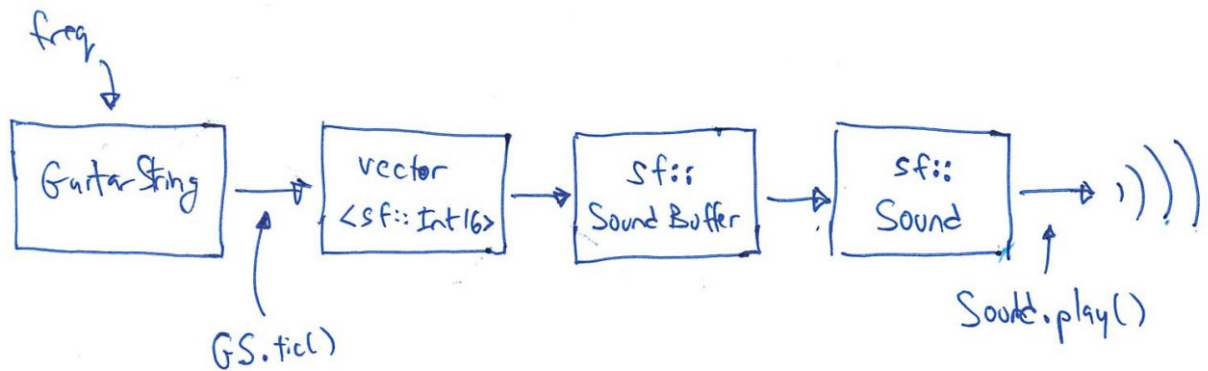 freq
GuitarString
vector
<sf::Int16>
sf::
Sound Buffer
sf::
Sound
GS.tic()
Sound.play()